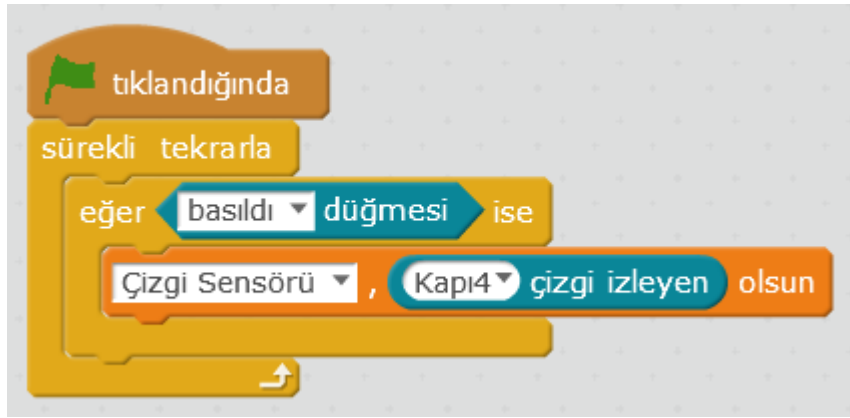 tıklandığında
sürekli tekrarla
eğer basıldı düğmesi ise
Çizgi Sensörü , Kapı4 çizgi izleyen olsun